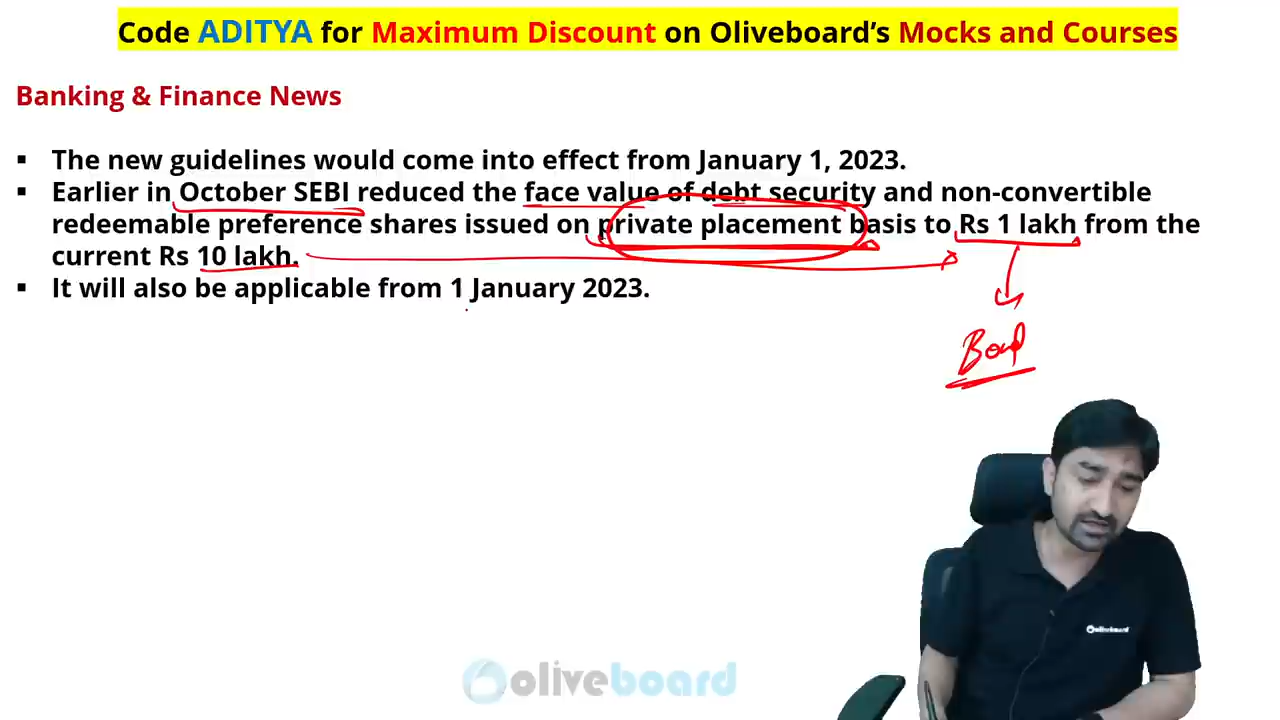 Code ADITYA for Maximum Discount on Oliveboard's Mocks and Courses
Banking & Finance News
▪ The new guidelines would come into effect from January 1, 2023.
▪ Earlier in October SEBI reduced the face value of debt security and non-convertible
redeemable preference shares issued on private placement basis to Rs 1 lakh from the
current Rs 10 lakh.
▪ It will also be applicable from 1 January 2023.
Bond
oliveboard
oliveboard